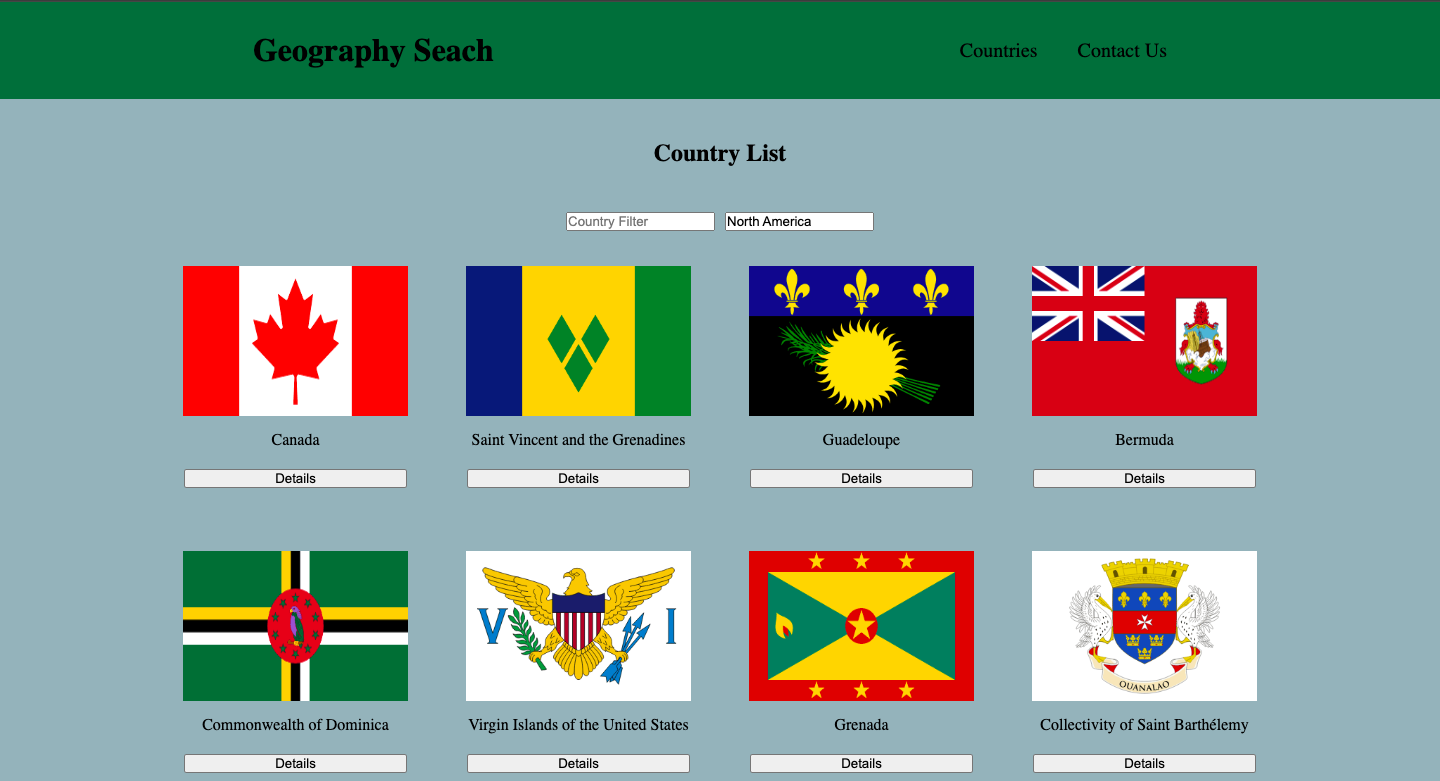 Geography Seach
Countries
Contact Us
Country List
Country Filter
North America
Canada
Saint Vincent and the Grenadines
Guadeloupe
Bermuda
Details
Details
Details
Details
V I
OUANALAO
Commonwealth of Dominica
Virgin Islands of the United States
Grenada
Collectivity of Saint Barthélemy
Details
Details
Details
Details